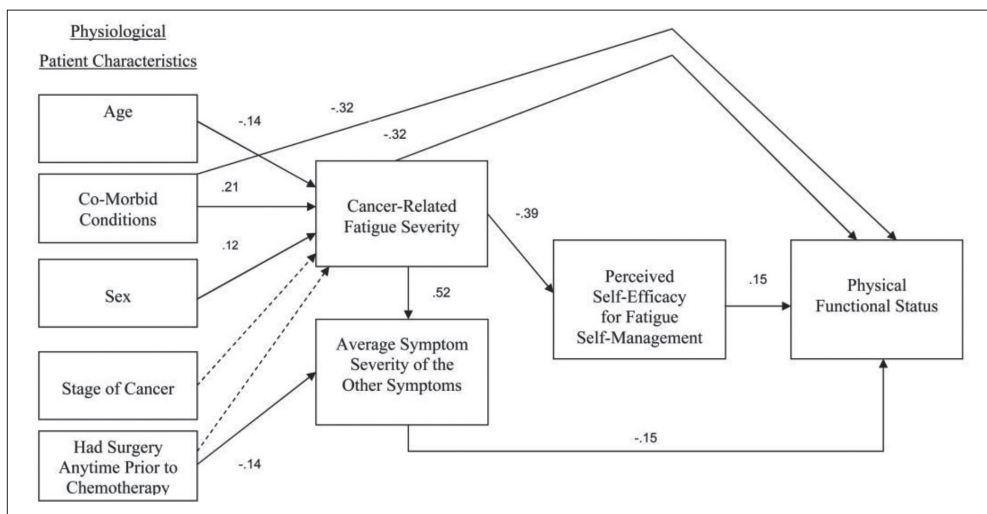 Physiological
Patient Characteristics
Age
Co-Morbid
Conditions
Sex
Stage of Cancer
Had Surgery
Anytime Prior to
Chemotherapy
-.14
.21
.12
-.32
-.32
Cancer-Related
Fatigue Severity
.52
Average Symptom
Severity of the
Other Symptoms
-.14
-.39
Perceived
Self-Efficacy
for Fatigue
Self-Management
.15
Physical
Functional Status
-.15